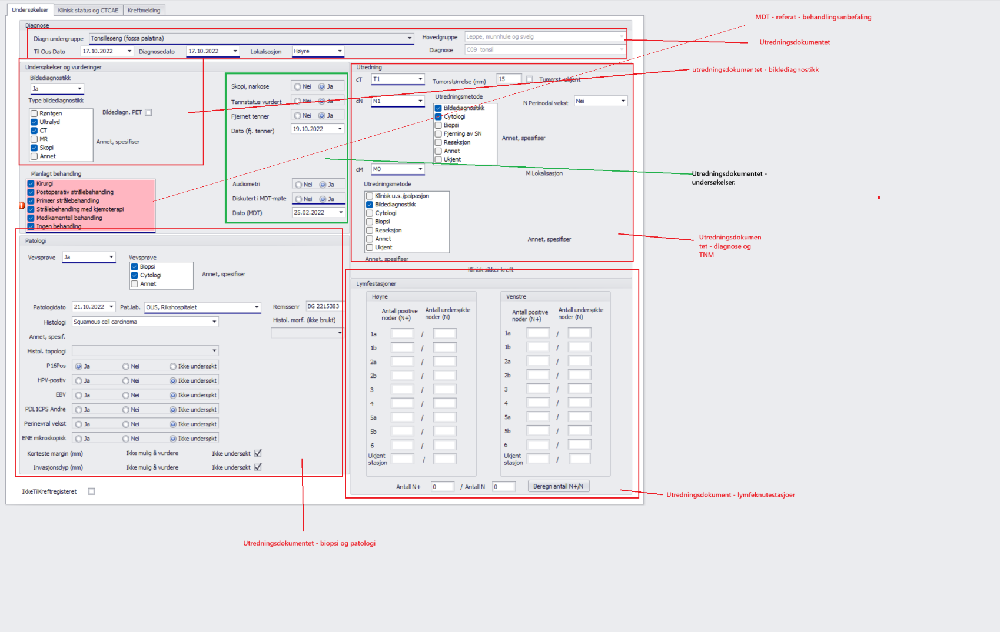 Undersøkelser
Klinisk status og CTCAE
Kreftmelding
MDT - referat - behandlingsanbefaling
Diagnose
Diagn undergruppe Tonsilleseng (fossa palatina)
Hovedgruppe Leppe, munnhule og svelg
Utredningsdokumentet
Til Ous Dato 17.10.2022 Diagnosedato 17.10.2022 Lokalisasjon Høyre
Diagnose C09 tonsil
Undersøkelser og vurderinger
Bildediagnostikk
Ja
Type bildediagnostikk
Røntgen
Ultralyd
CT
MR
Skopi
Annet
Bildediagn. PET
Annet, spesifiser
Skopi, narkose Nei Ja
Tannstatus vurdert Nei Ja
Fjernet tenner Nei Ja
Dato (fj. tenner) 19.10.2022
Audiometri Nei Ja
Diskutert i MDT-møte Nei Ja
Dato (MDT) 25.02.2022
Planlagt behandling
Kirurgi
Postoperativ strålebehandling
Primær strålebehandling
Strålebehandling med kjemoterapi
Medikamentell behandling
Ingen behandling
Utredning
cT T1 Tumorstørrelse (mm) 15 Tumorst. ukjent
utredningsdokumentet - bildediagnostikk
cN N1
Utredningsmetode
Bildediagnostikk
Cytologi
Biopsi
Fjerning av SN
Reseksjon
Annet
Ukjent
N Perinodal vekst Nei
Annet, spesifiser
cM M0
M Lokalisasjon
Utredningsdokumentet -
undersøkelser.
Utredningsmetode
Klinisk u.s./palpasjon
Bildediagnostikk
Cytologi
Biopsi
Reseksjon
Annet
Ukjent
Annet, spesifiser
Annet, spesifiser
Utredningsdokumen
tet - diagnose og
TNM
Klinisk sikker kreft
Patologi
Vevsprøve Ja
Vevsprøve
Biopsi
Cytologi
Annet
Annet, spesifiser
Patologidato 21.10.2022 Pat.lab. OUS, Rikshospitalet Remissenr BG 2215383
Histologi Squamous cell carcinoma
Histol. morf. (ikke brukt)
Annet, spesif.
Histol. topologi
P16Pos Ja Nei Ikke undersøkt
HPV-postiv Ja Nei Ikke undersøkt
EBV Ja Nei Ikke undersøkt
PDL1CPS Andre Ja Nei Ikke undersøkt
Perinevral vekst Ja Nei Ikke undersøkt
ENE mikroskopisk Ja Nei Ikke undersøkt
Korteste margin (mm) Ikke mulig å vurdere Ikke undersøkt
Invasjonsdyp (mm) Ikke mulig å vurdere Ikke undersøkt
IkkeTilKreftregisteret
Lymfestasjoner
Høyre
Antall positive
noder (N+)
Antall undersøkte
noder (N)
1a /
1b /
2a /
2b /
3 /
4 /
5a /
5b /
6 /
Ukjent
stasjon /
Venstre
Antall positive
noder (N+)
Antall undersøkte
noder (N)
1a /
1b /
2a /
2b /
3 /
4 /
5a /
5b /
6 /
Ukjent
stasjon /
Antall N+ 0 / Antall N 0 Beregn antall N+/N
Utredningsdokument - lymfeknutestasjoer
Utredningsdokumentet - biopsi og patologi